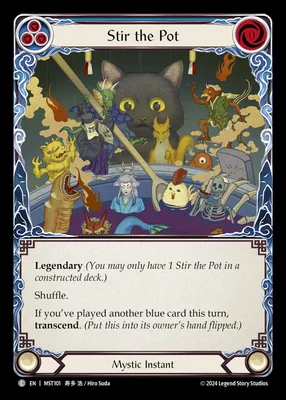 Stir the Pot
Legendary (You may only have 1 Stir the Pot in a
constructed deck.)
Shuffle.
If you've played another blue card this turn,
transcend. (Put this into its owner's hand flipped.)
Mystic Instant
C EN | MST101 寿多 浩 / Hiro Suda
© 2024 Legend Story Studios